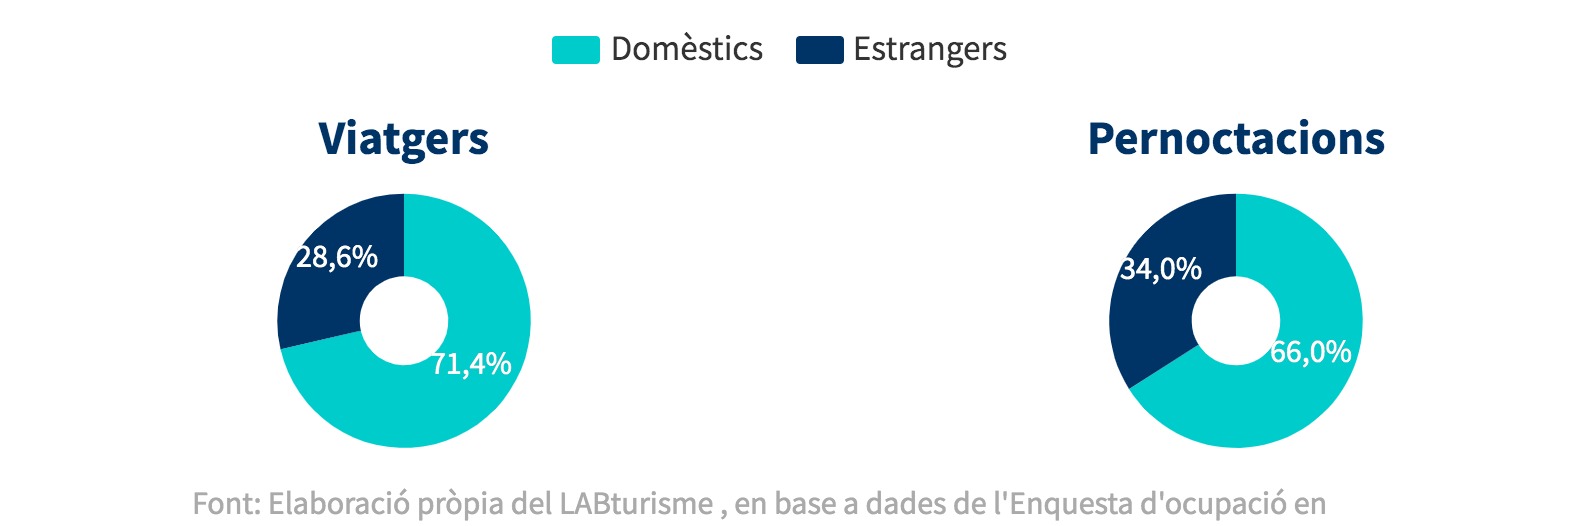 Domèstics Estrangers
Viatgers Pernoctacions
28,6% 34,0%
71,4% 66,0%
Font: Elaboració pròpia del LABturisme , en base a dades de l'Enquesta d'ocupació en